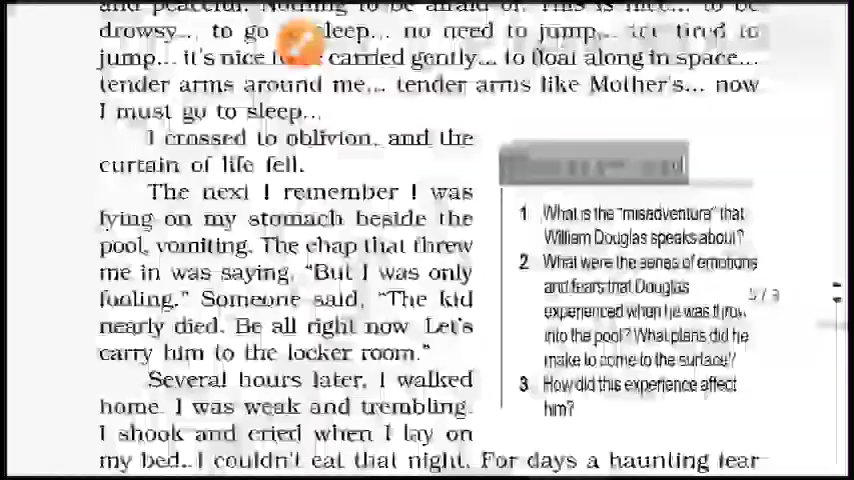 and peaceful. Nothing to be afraid of. This is nice... to be
drowsy..., to go sleep... no need to jump... too tired to
jump... it's nice to carried gently... to float along in space...
tender arms around me... tender arms like Mother's... now
I must go to sleep...
I crossed to oblivion, and the
curtain of life fell.
The next I remember I was
lying on my stomach beside the
pool, vomiting. The chap that threw
me in was saying, "But I was only
fooling." Someone said, "The kid
nearly died. Be all right now. Let's
carry him to the locker room."
Several hours later, I walked
home. I was weak and trembling.
I shook and cried when I lay on
my bed. I couldn't eat that night. For days a haunting fear
1 What is the "misadventure" that
William Douglas speaks about?
2 What were the series of emotions
and fears that Douglas
experienced when he was thrown
into the pool? What plans did he
make to come to the surface?
3 How did this experience affect
him?
5 / 9